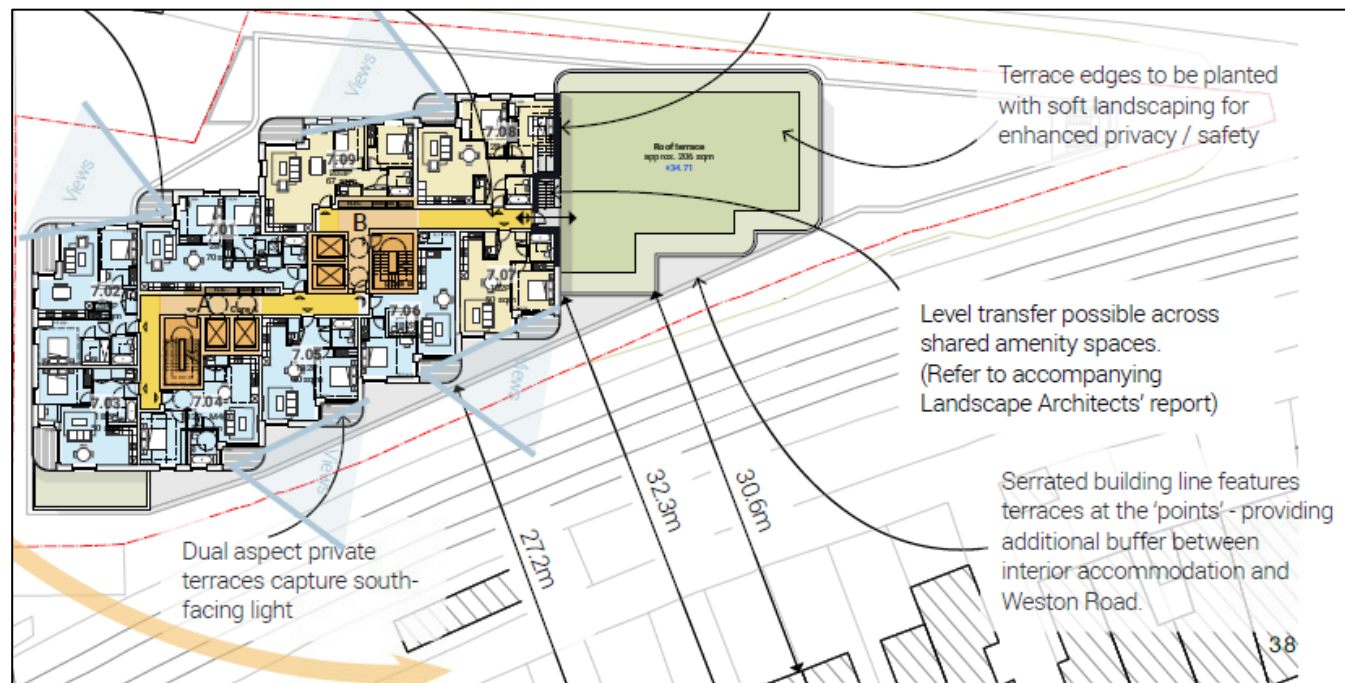 Views
Views
Terrace edges to be planted
with soft landscaping for
enhanced privacy / safety
7.08
7.09
Roof terrace
approx. 206 sqm
+34.71
B
7.01
7.02
7.07
A
7.06
7.05
7.03
7.04
Views
Views
Level transfer possible across
shared amenity spaces.
(Refer to accompanying
Landscape Architects' report)
32.3m
30.6m
27.2m
Serrated building line features
terraces at the 'points' - providing
additional buffer between
interior accommodation and
Weston Road.
Dual aspect private
terraces capture south-
facing light
38